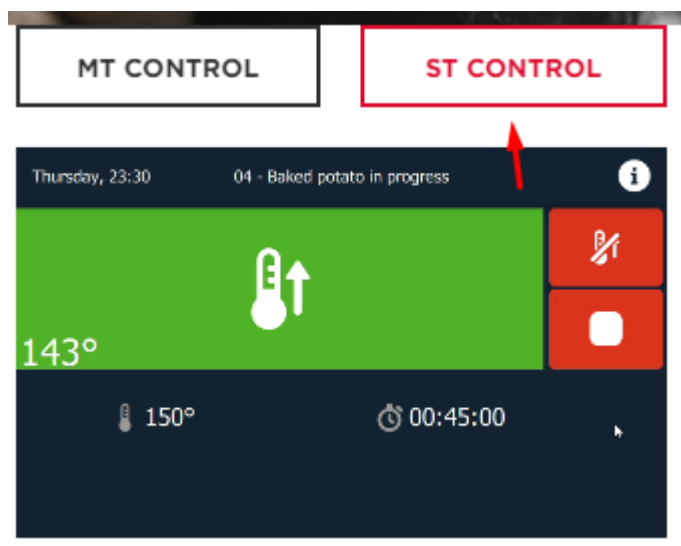 MT CONTROL
ST CONTROL
Thursday, 23:30
04 - Baked potato in progress
i
143°
150°
00:45:00